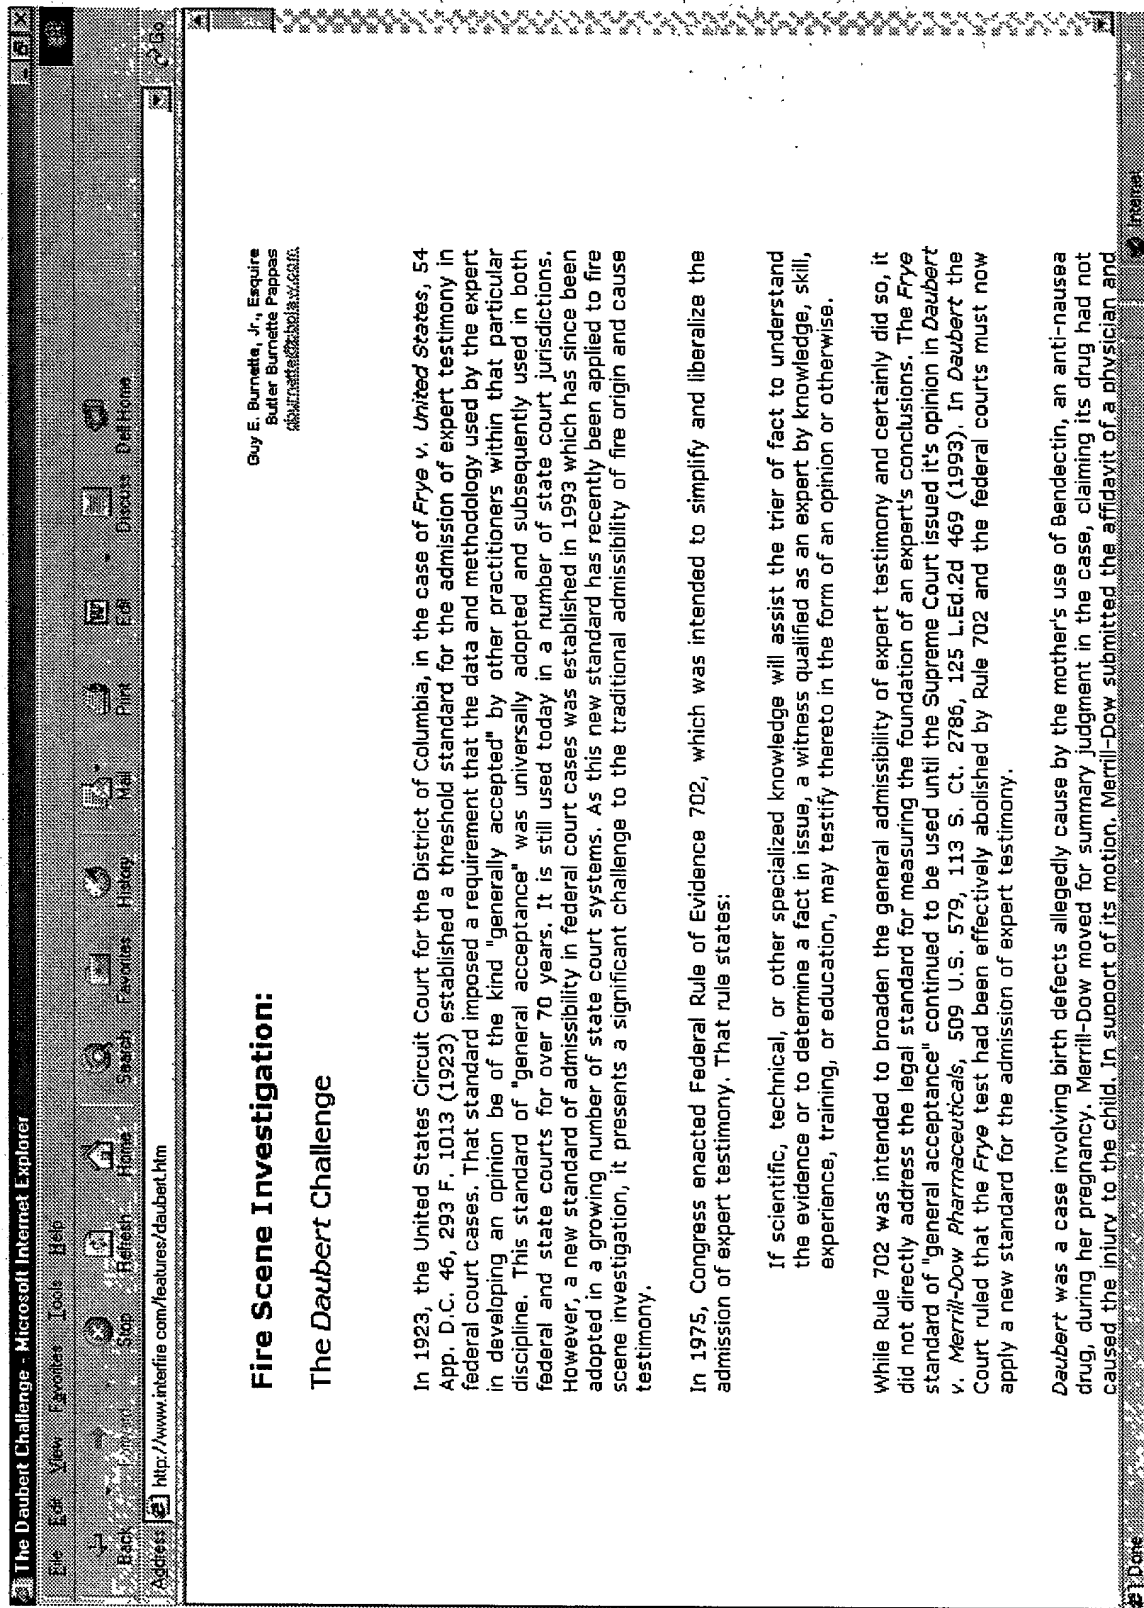 The Daubert Challenge - Microsoft Internet Explorer
File Edit View Favorites Tools Help
Back Forward Stop Refresh Home Search Favorites History Mail Print Edit Discuss Dell Home
Address http://www.interfire.com/features/daubert.htm Go
Guy E. Burnette, Jr., Esquire
Butler Burnette Pappas
Fire Scene Investigation:
The Daubert Challenge
In 1923, the United States Circuit Court for the District of Columbia, in the case of Frye v. United States, 54
App. D.C. 46, 293 F. 1013 (1923) established a threshold standard for the admission of expert testimony in
federal court cases. That standard imposed a requirement that the data and methodology used by the expert
in developing an opinion be of the kind "generally accepted" by other practitioners within that particular
discipline. This standard of "general acceptance" was universally adopted and subsequently used in both
federal and state courts for over 70 years. It is still used today in a number of state court jurisdictions.
However, a new standard of admissibility in federal court cases was established in 1993 which has since been
adopted in a growing number of state court systems. As this new standard has recently been applied to fire
scene investigation, it presents a significant challenge to the traditional admissibility of fire origin and cause
testimony.
In 1975, Congress enacted Federal Rule of Evidence 702, which was intended to simplify and liberalize the
admission of expert testimony. That rule states:
If scientific, technical, or other specialized knowledge will assist the trier of fact to understand
the evidence or to determine a fact in issue, a witness qualified as an expert by knowledge, skill,
experience, training, or education, may testify thereto in the form of an opinion or otherwise.
While Rule 702 was intended to broaden the general admissibility of expert testimony and certainly did so, it
did not directly address the legal standard for measuring the foundation of an expert's conclusions. The Frye
standard of "general acceptance" continued to be used until the Supreme Court issued it's opinion in Daubert
v. Merrill-Dow Pharmaceuticals, 509 U.S. 579, 113 S. Ct. 2786, 125 L.Ed.2d 469 (1993). In Daubert the
Court ruled that the Frye test had been effectively abolished by Rule 702 and the federal courts must now
apply a new standard for the admission of expert testimony.
Daubert was a case involving birth defects allegedly cause by the mother's use of Bendectin, an anti-nausea
drug, during her pregnancy. Merrill-Dow moved for summary judgment in the case, claiming its drug had not
caused the injury to the child. In support of its motion, Merrill-Dow submitted the affidavit of a physician and
Done Internet